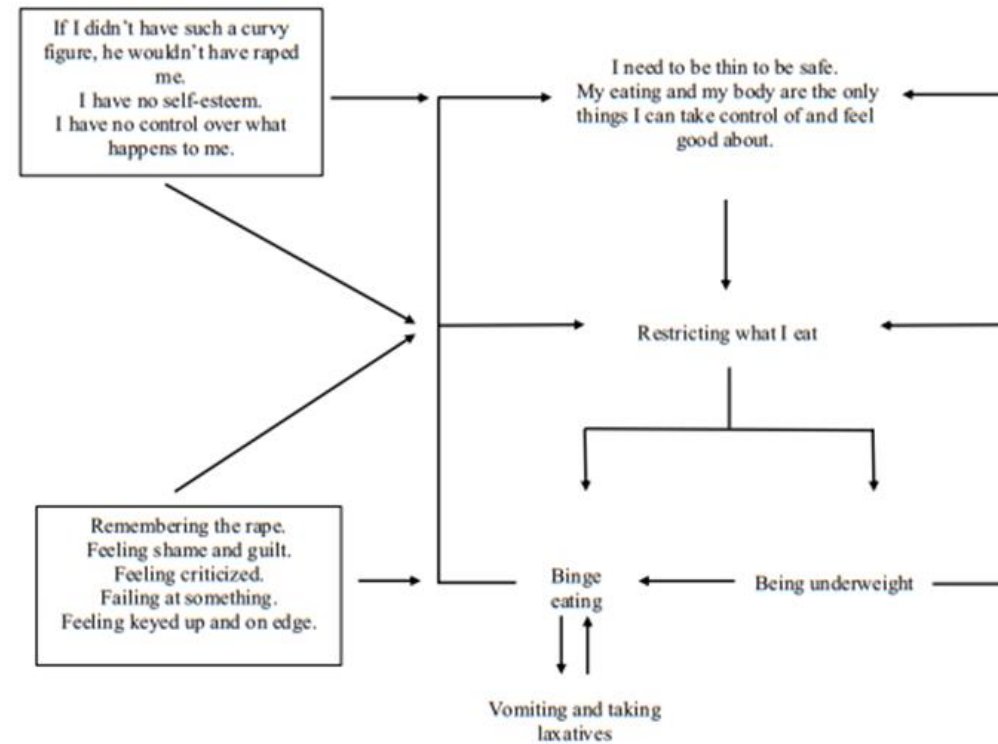 If I didn't have such a curvy
figure, he wouldn't have raped
me.
I have no self-esteem.
I have no control over what
happens to me.
I need to be thin to be safe.
My eating and my body are the only
things I can take control of and feel
good about.
Restricting what I eat
Remembering the rape.
Feeling shame and guilt.
Feeling criticized.
Failing at something.
Feeling keyed up and on edge.
Binge
eating
Being underweight
Vomiting and taking
laxatives